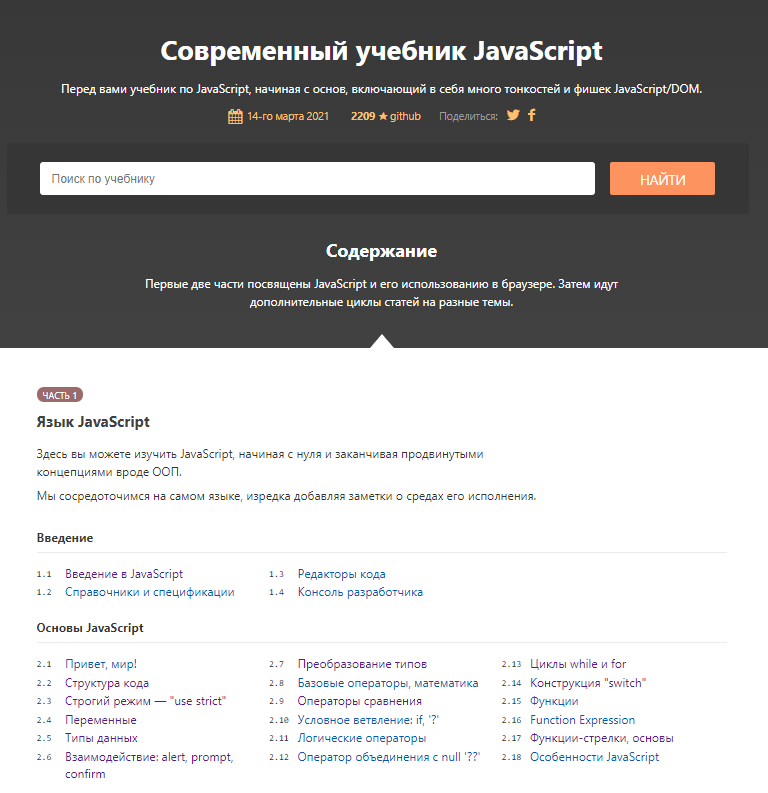 Современный учебник JavaScript
Перед вами учебник по JavaScript, начиная с основ, включающий в себя много тонкостей и фишек JavaScript/DOM.
14-го марта 2021 2209 ★ github Поделиться:
Поиск по учебнику НАЙТИ
Содержание
Первые две части посвящены JavaScript и его использованию в браузере. Затем идут
дополнительные циклы статей на разные темы.
ЧАСТЬ 1
Язык JavaScript
Здесь вы можете изучить JavaScript, начиная с нуля и заканчивая продвинутыми
концепциями вроде ООП.
Мы сосредоточимся на самом языке, изредка добавляя заметки о средах его исполнения.
Введение
1.1 Введение в JavaScript
1.2 Справочники и спецификации
1.3 Редакторы кода
1.4 Консоль разработчика
Основы JavaScript
2.1 Привет, мир!
2.2 Структура кода
2.3 Строгий режим — "use strict"
2.4 Переменные
2.5 Типы данных
2.6 Взаимодействие: alert, prompt,
confirm
2.7 Преобразование типов
2.8 Базовые операторы, математика
2.9 Операторы сравнения
2.10 Условное ветвление: if, '?'
2.11 Логические операторы
2.12 Оператор объединения с null '??'
2.13 Циклы while и for
2.14 Конструкция "switch"
2.15 Функции
2.16 Function Expression
2.17 Функции-стрелки, основы
2.18 Особенности JavaScript